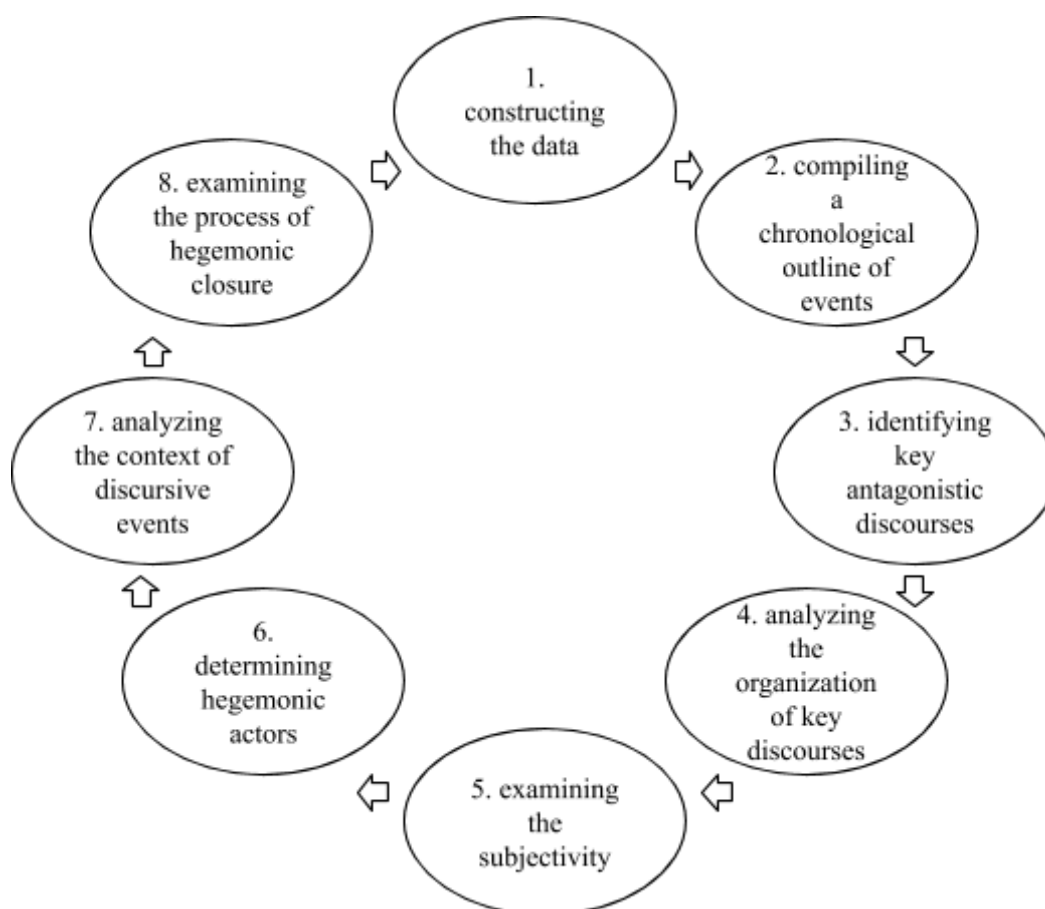 1.
constructing
the data
2. compiling
a
chronological
outline of
events
3. identifying
key
antagonistic
discourses
4. analyzing
the
organization
of key
discourses
5. examining
the
subjectivity
6.
determining
hegemonic
actors
7. analyzing
the context of
discursive
events
8. examining
the process of
hegemonic
closure